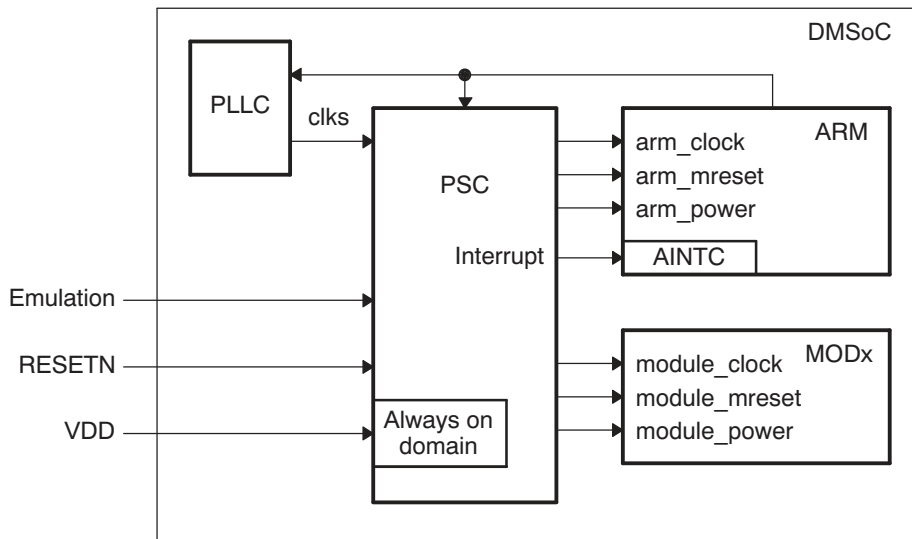 DMSoC
PLLC
clks
PSC
ARM
arm_clock
arm_mreset
arm_power
Interrupt
AINTC
Emulation
RESETN
VDD
Always on
domain
MODx
module_clock
module_mreset
module_power